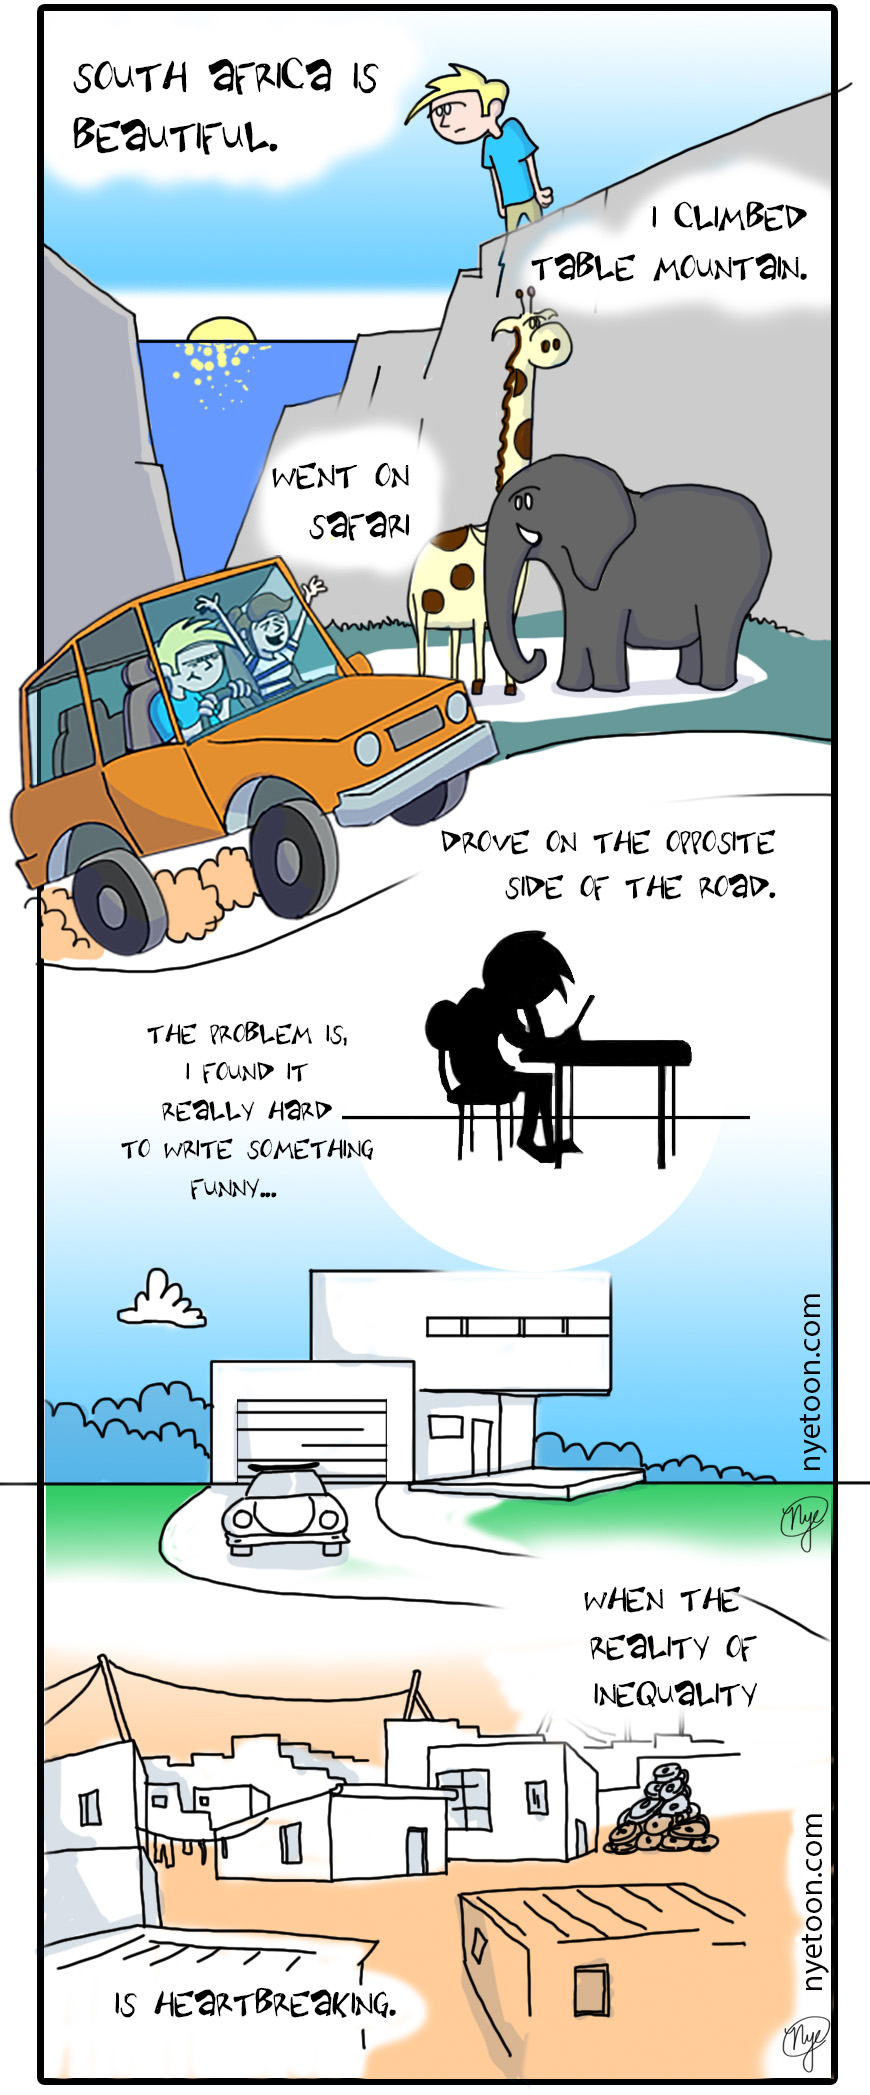 SOUTH AFRICA IS
BEAUTIFUL.
I CLIMBED
TABLE MOUNTAIN.
WENT ON
SAFARI
DROVE ON THE OPPOSITE
SIDE OF THE ROAD.
THE PROBLEM IS,
I FOUND IT
REALLY HARD
TO WRITE SOMETHING
FUNNY...
nyetoon.com
Nye
WHEN THE
REALITY OF
INEQUALITY
nyetoon.com
IS HEARTBREAKING.
Nye